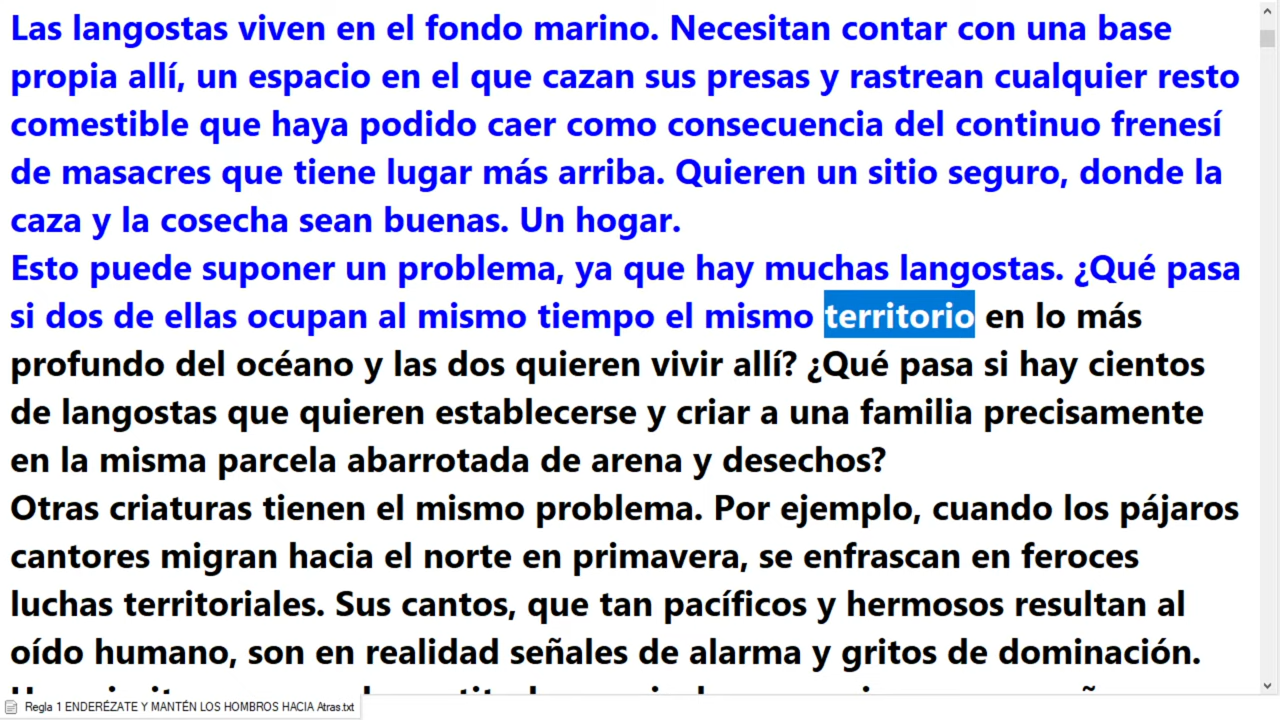 Las langostas viven en el fondo marino. Necesitan contar con una base
propia allí, un espacio en el que cazan sus presas y rastrean cualquier resto
comestible que haya podido caer como consecuencia del continuo frenesí
de masacres que tiene lugar más arriba. Quieren un sitio seguro, donde la
caza y la cosecha sean buenas. Un hogar.
Esto puede suponer un problema, ya que hay muchas langostas. ¿Qué pasa
si dos de ellas ocupan al mismo tiempo el mismo territorio en lo más
profundo del océano y las dos quieren vivir allí? ¿Qué pasa si hay cientos
de langostas que quieren establecerse y criar a una familia precisamente
en la misma parcela abarrotada de arena y desechos?
Otras criaturas tienen el mismo problema. Por ejemplo, cuando los pájaros
cantores migran hacia el norte en primavera, se enfrascan en feroces
luchas territoriales. Sus cantos, que tan pacíficos y hermosos resultan al
oído humano, son en realidad señales de alarma y gritos de dominación.
Regla 1 ENDERÉZATE Y MANTÉN LOS HOMBROS HACIA Atras.txt